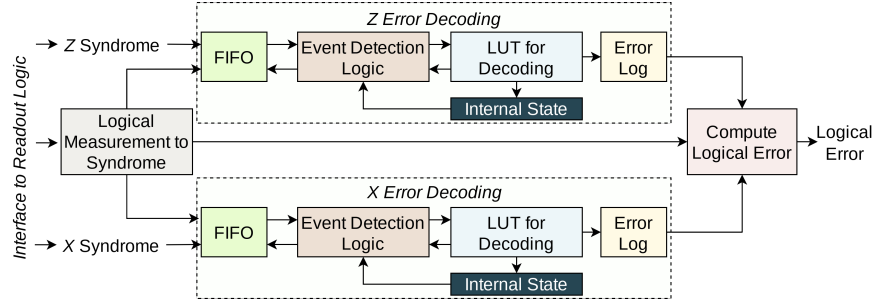 Interface to Readout Logic
Z Error Decoding
Z Syndrome
FIFO
Event Detection
Logic
LUT for
Decoding
Error
Log
Internal State
Logical
Measurement to
Syndrome
Compute
Logical Error
Logical
Error
X Error Decoding
X Syndrome
FIFO
Event Detection
Logic
LUT for
Decoding
Error
Log
Internal State